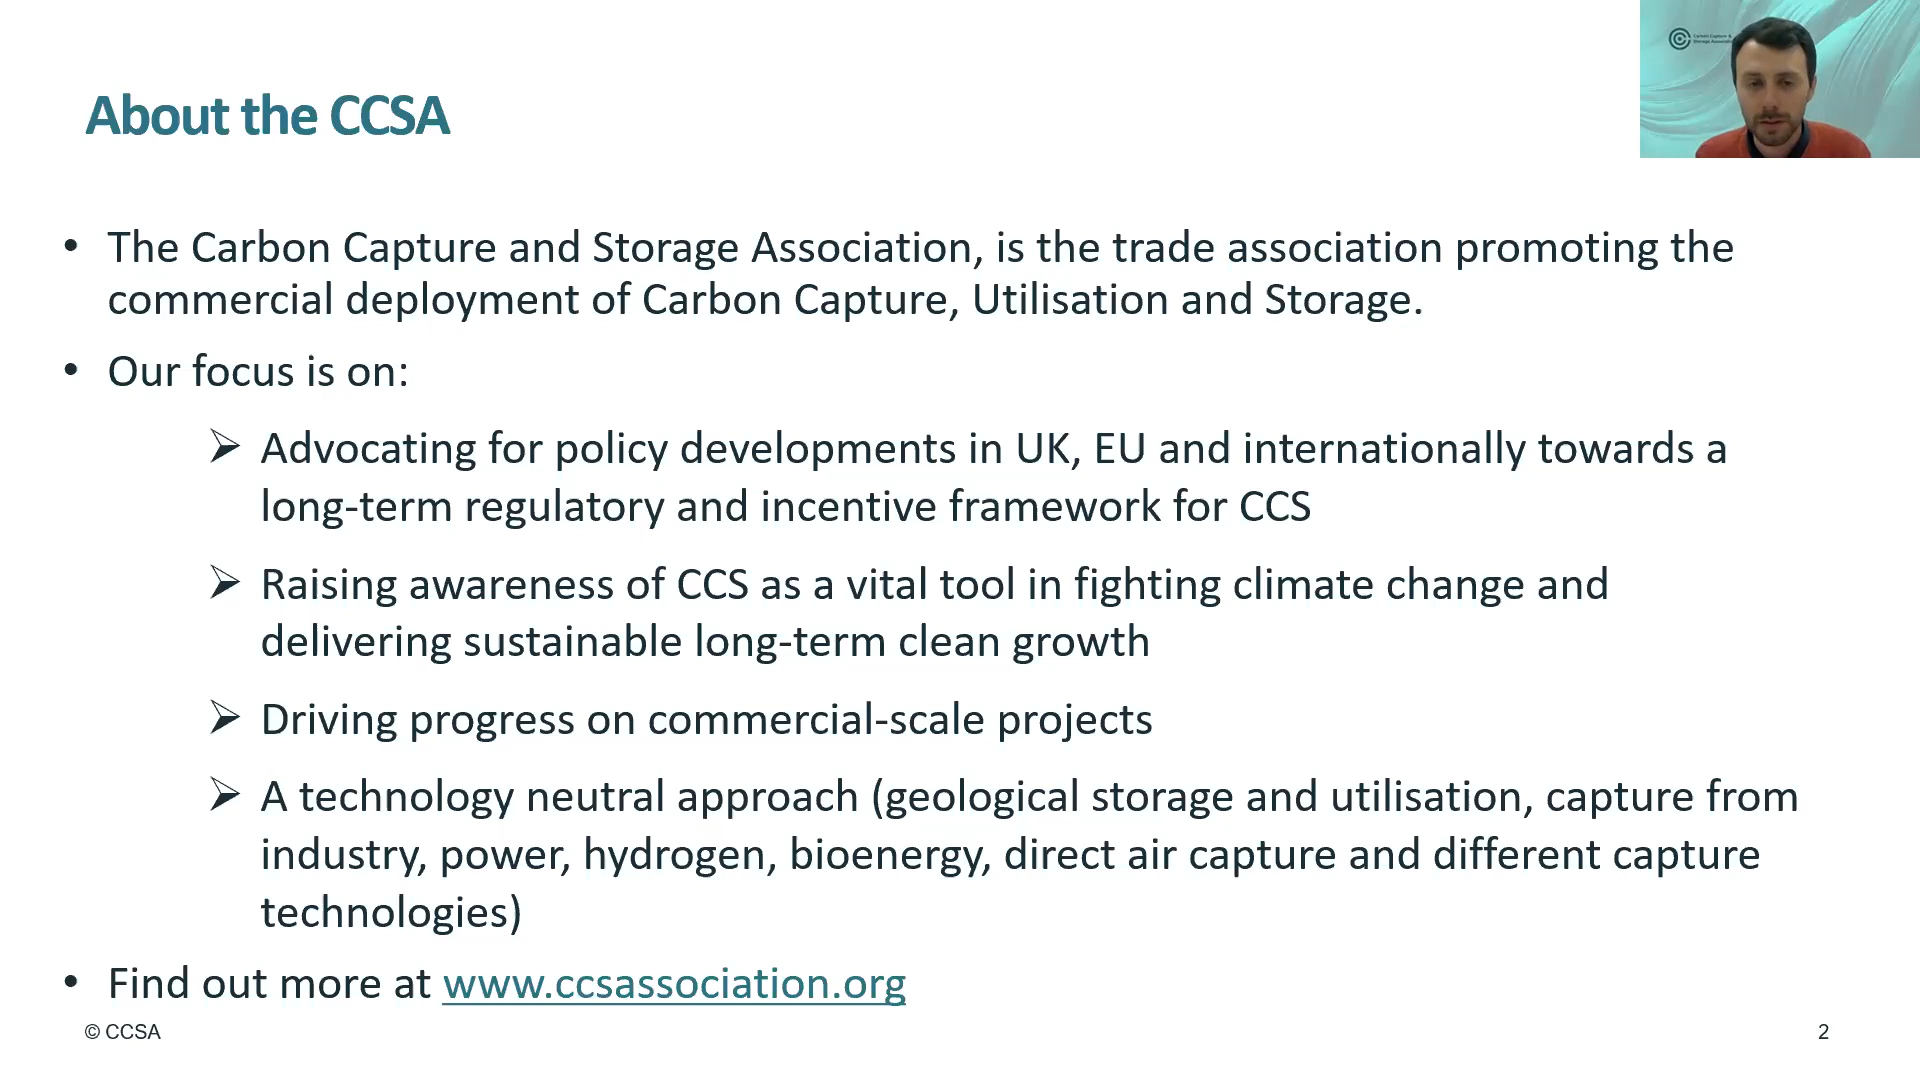 Carbon Capture &
Storage Association
About the CCSA
• The Carbon Capture and Storage Association, is the trade association promoting the
commercial deployment of Carbon Capture, Utilisation and Storage.
• Our focus is on:
➢ Advocating for policy developments in UK, EU and internationally towards a
long-term regulatory and incentive framework for CCS
➢ Raising awareness of CCS as a vital tool in fighting climate change and
delivering sustainable long-term clean growth
➢ Driving progress on commercial-scale projects
➢ A technology neutral approach (geological storage and utilisation, capture from
industry, power, hydrogen, bioenergy, direct air capture and different capture
technologies)
• Find out more at www.ccsassociation.org
© CCSA
2